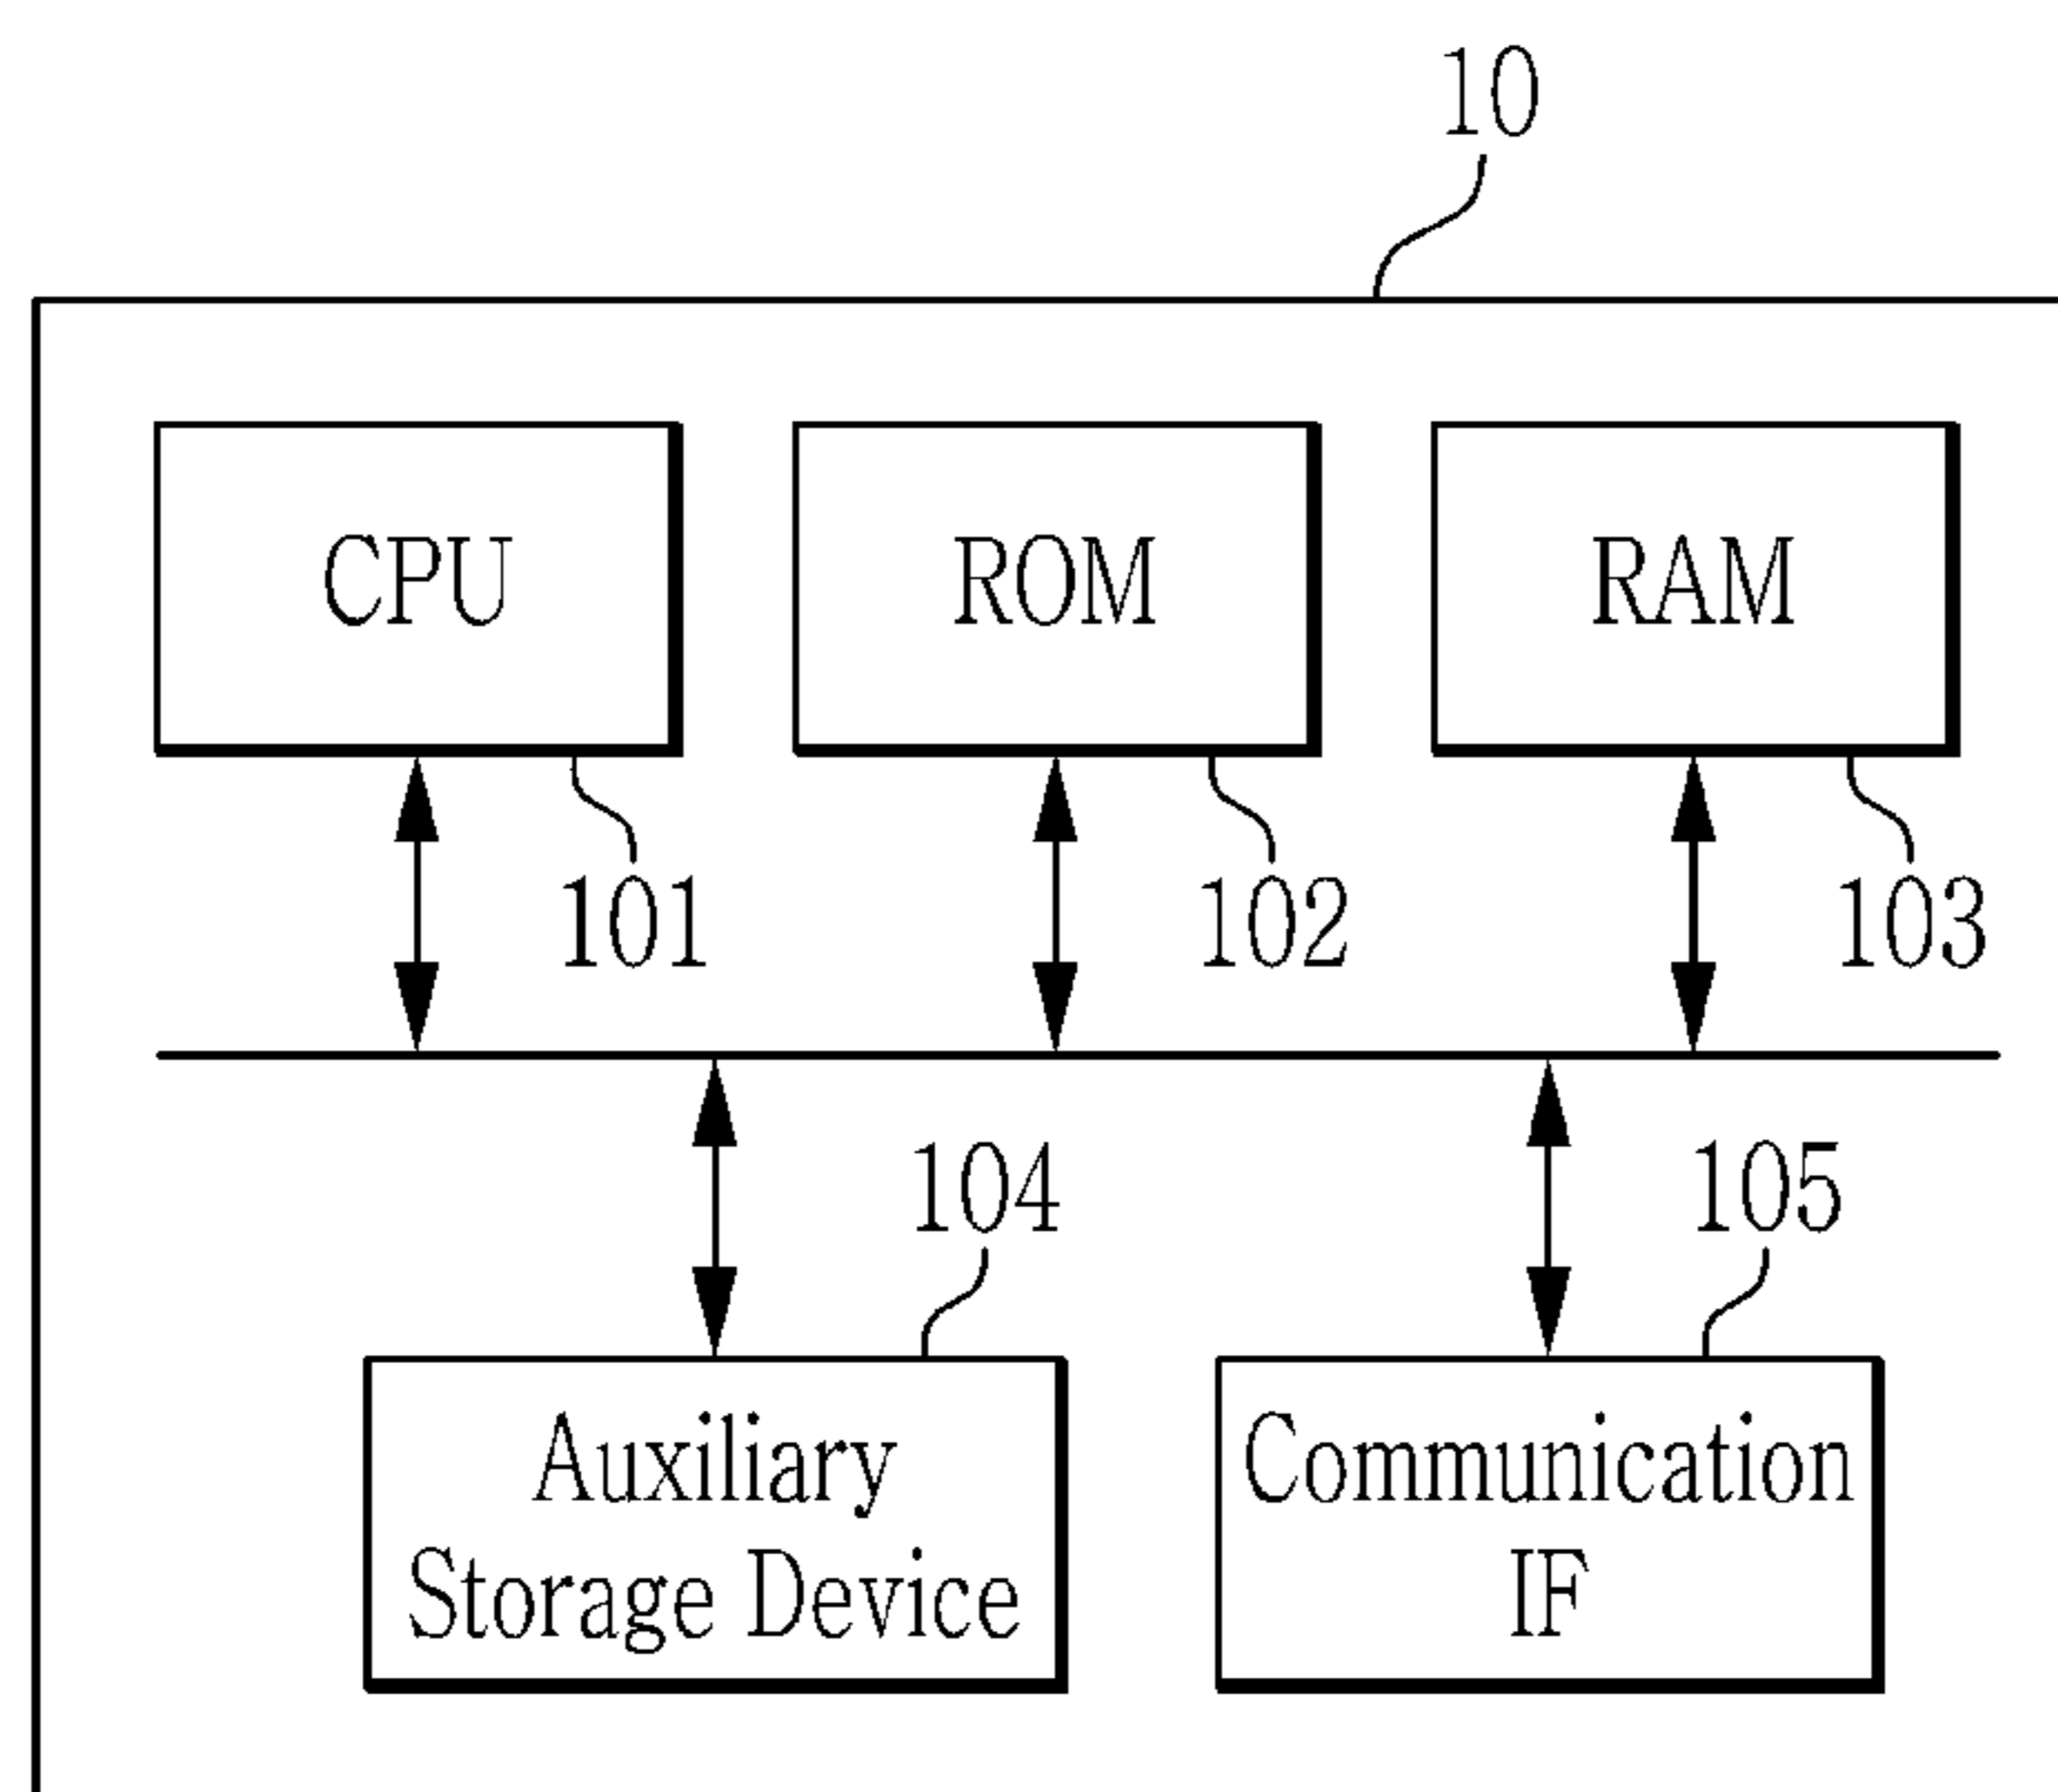 10
CPU
ROM
RAM
101
102
103
104
105
Auxiliary
Storage Device
Communication
IF